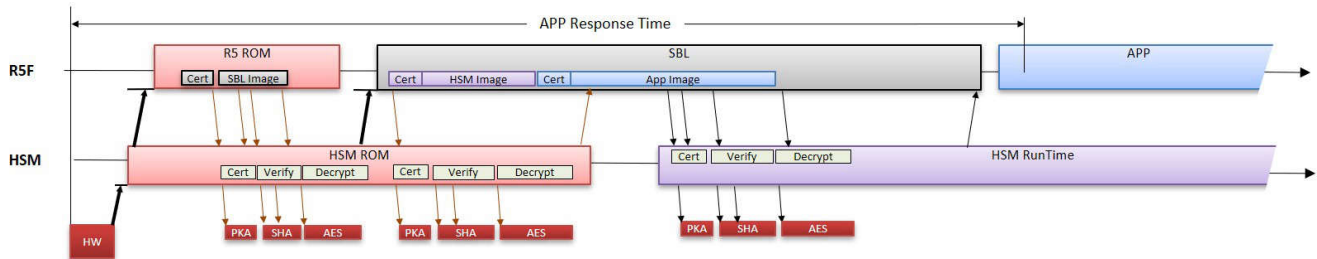 APP Response Time
R5 ROM
SBL
APP
R5F
Cert
SBL Image
Cert
HSM Image
Cert
App Image
HSM
HSM ROM
HSM RunTime
Cert
Verify
Decrypt
Cert
Verify
Decrypt
Cert
Verify
Decrypt
HW
PKA
SHA
AES
PKA
SHA
AES
PKA
SHA
AES